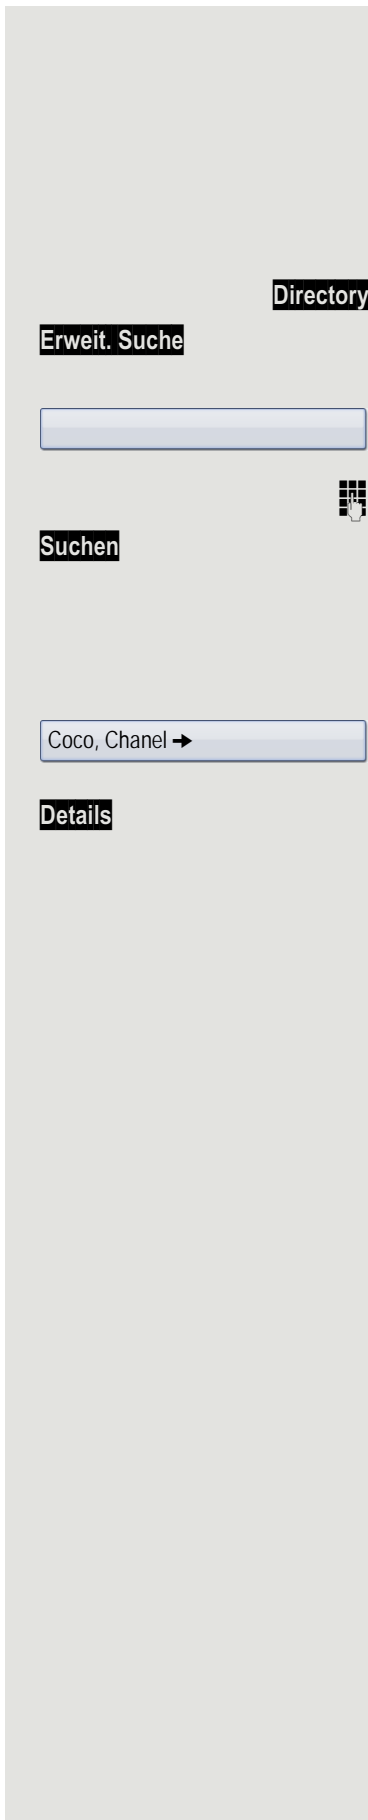 Directory
Erweit. Suche
Suchen
Coco, Chanel ➔
Details